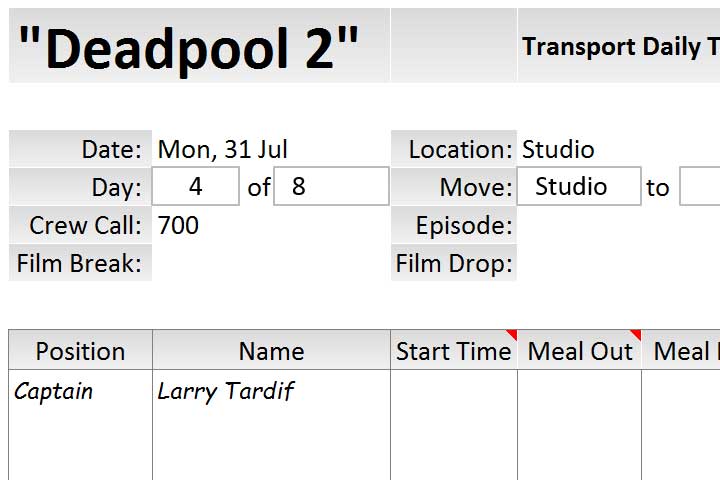 "Deadpool 2" Transport Daily T
Date: Mon, 31 Jul Location: Studio
Day: 4 of 8 Move: Studio to
Crew Call: 700 Episode:
Film Break: Film Drop:
Position Name Start Time Meal Out Meal
Captain Larry Tardif